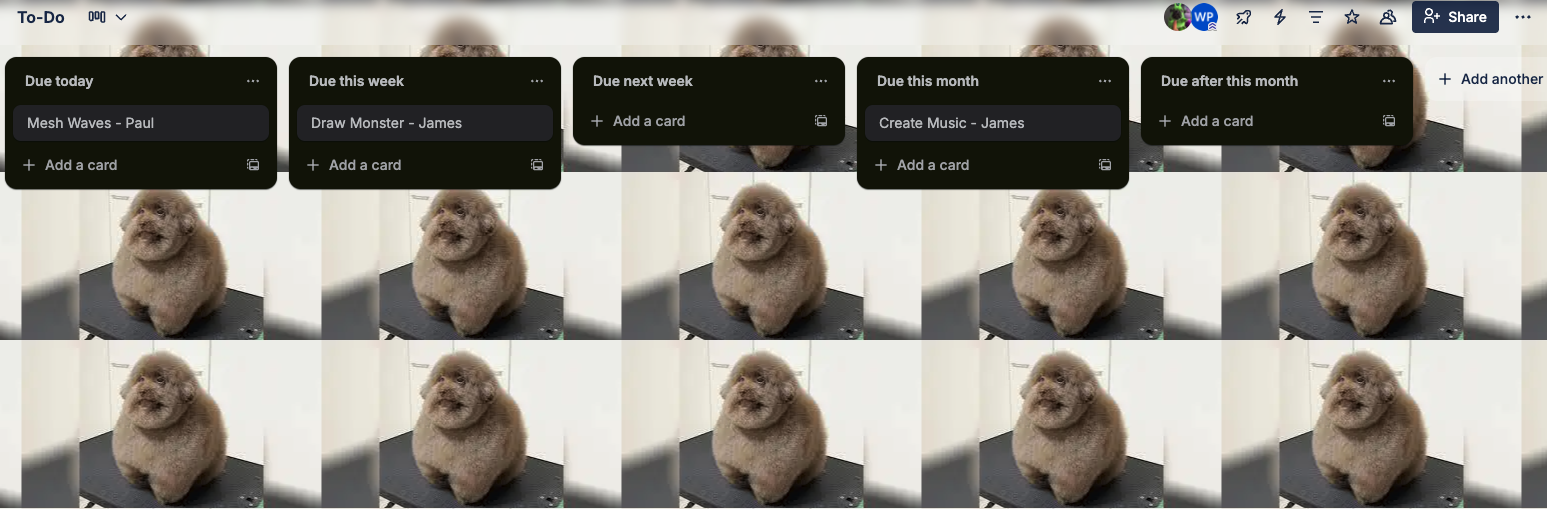 To-Do
WP
Share
Due today
Mesh Waves - Paul
Add a card
Due this week
Draw Monster - James
Add a card
Due next week
Add a card
Due this month
Create Music - James
Add a card
Due after this month
Add a card
Add another